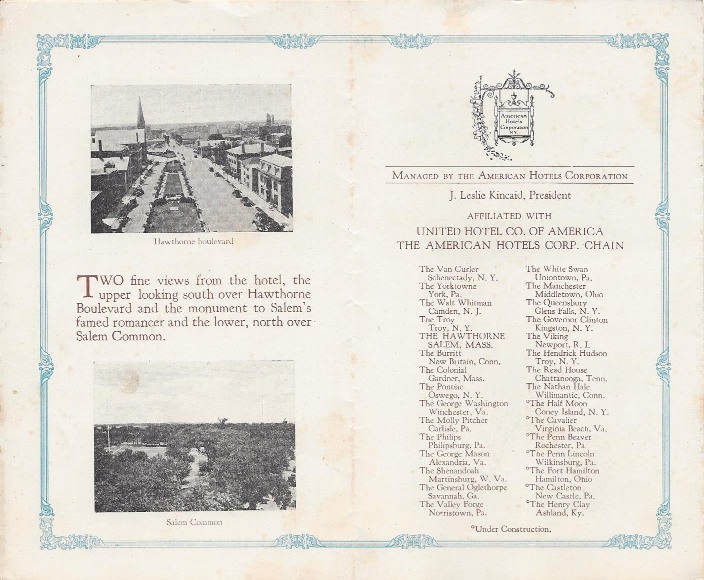 Hawthorne boulevard
TWO fine views from the hotel, the
upper looking south over Hawthorne
Boulevard and the monument to Salem's
famed romancer and the lower, north over
Salem Common.
Salem Common
American
Hotels
Corporation
N.Y.
MANAGED BY THE AMERICAN HOTELS CORPORATION
J. Leslie Kincaid, President
AFFILIATED WITH
UNITED HOTEL CO. OF AMERICA
THE AMERICAN HOTELS CORP. CHAIN
The Van Curler
Schenectady, N. Y.
The Yorktowne
York, Pa.
The Walt Whitman
Camden, N. J.
The Troy
Troy, N. Y.
THE HAWTHORNE
SALEM, MASS.
The Burritt
New Britain, Conn.
The Colonial
Gardner, Mass.
The Pontiac
Oswego, N. Y.
The George Washington
Winchester, Va.
The Molly Pitcher
Carlisle, Pa.
The Philips
Philipsburg, Pa.
The George Mason
Alexandria, Va.
The Shenandoah
Martinsburg, W. Va.
The General Oglethorpe
Savannah, Ga.
The Valley Forge
Norristown, Pa.
The White Swan
Uniontown, Pa.
The Manchester
Middletown, Ohio
The Queensbury
Glens Falls, N. Y.
The Governor Clinton
Kingston, N. Y.
The Viking
Newport, R. I.
The Hendrick Hudson
Troy, N. Y.
The Read House
Chattanooga, Tenn.
The Nathan Hale
Willimantic, Conn.
°The Half Moon
Coney Island, N. Y.
°The Cavalier
Virginia Beach, Va.
°The Penn Beaver
Rochester, Pa.
°The Penn Lincoln
Wilkinsburg, Pa.
°The Fort Hamilton
Hamilton, Ohio
°The Castleton
New Castle, Pa.
°The Henry Clay
Ashland, Ky.
°Under Construction.